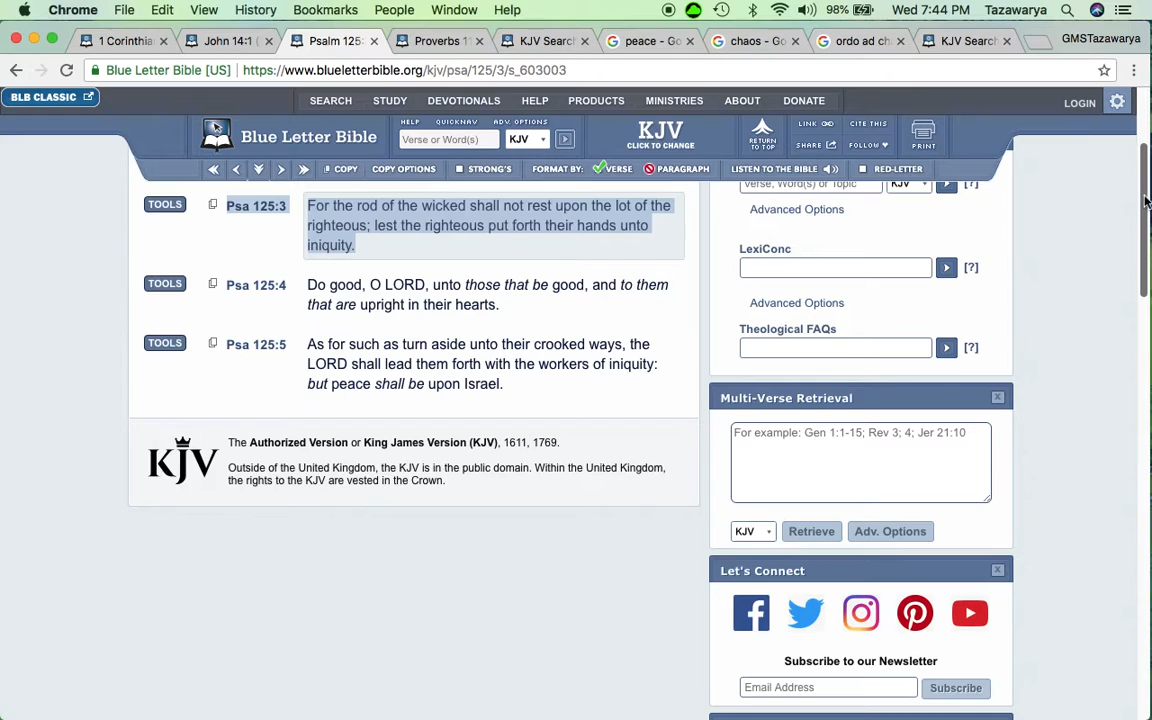 Chrome File Edit View History Bookmarks People Window Help 98% Wed 7:44 PM Tazawarya
1 Corinthia John 14:1 ( Psalm 125: Proverbs 1 KJV Searc peace - Go chaos - Go ordo ad ch KJV Search GMSTazawarya
Blue Letter Bible [US] https://www.blueletterbible.org/kjv/psa/125/3/s_603003
BLB CLASSIC SEARCH STUDY DEVOTIONALS HELP PRODUCTS MINISTRIES ABOUT DONATE LOGIN
HELP QUICKNAV ADV. OPTIONS
Blue Letter Bible Verse or Word(s) KJV
KJV
CLICK TO CHANGE
RETURN
TO TOP
LINK CITE THIS
SHARE FOLLOW
PRINT
COPY COPY OPTIONS STRONG'S FORMAT BY: VERSE PARAGRAPH LISTEN TO THE BIBLE RED-LETTER
TOOLS Psa 125:3 For the rod of the wicked shall not rest upon the lot of the
righteous; lest the righteous put forth their hands unto
iniquity.
TOOLS Psa 125:4 Do good, O LORD, unto those that be good, and to them
that are upright in their hearts.
TOOLS Psa 125:5 As for such as turn aside unto their crooked ways, the
LORD shall lead them forth with the workers of iniquity:
but peace shall be upon Israel.
KJV
The Authorized Version or King James Version (KJV), 1611, 1769.
Outside of the United Kingdom, the KJV is in the public domain. Within the United Kingdom,
the rights to the KJV are vested in the Crown.
Verse, Word(s) or Topic KJV [?]
Advanced Options
LexiConc
[?]
Advanced Options
Theological FAQs
[?]
Multi-Verse Retrieval x
For example: Gen 1:1-15; Rev 3; 4; Jer 21:10
KJV Retrieve Adv. Options
Let's Connect x
Subscribe to our Newsletter
Email Address Subscribe